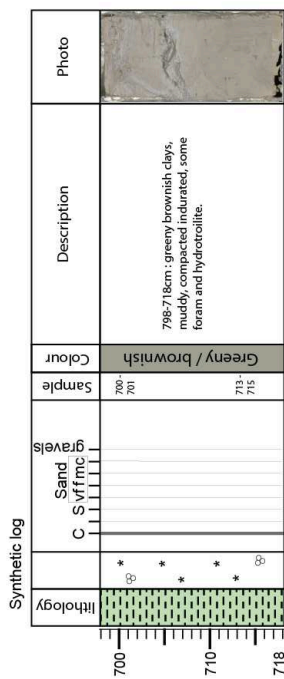 Synthetic log
lithology
C S vf f m c gravels
Sand
Sample
Colour
Description
Photo
700
710
718
700 -
701
713 -
715
Greeny / brownish
798-718cm : greeny brownish clays,
muddy, compacted indurated, some
foram and hydrotroilite.